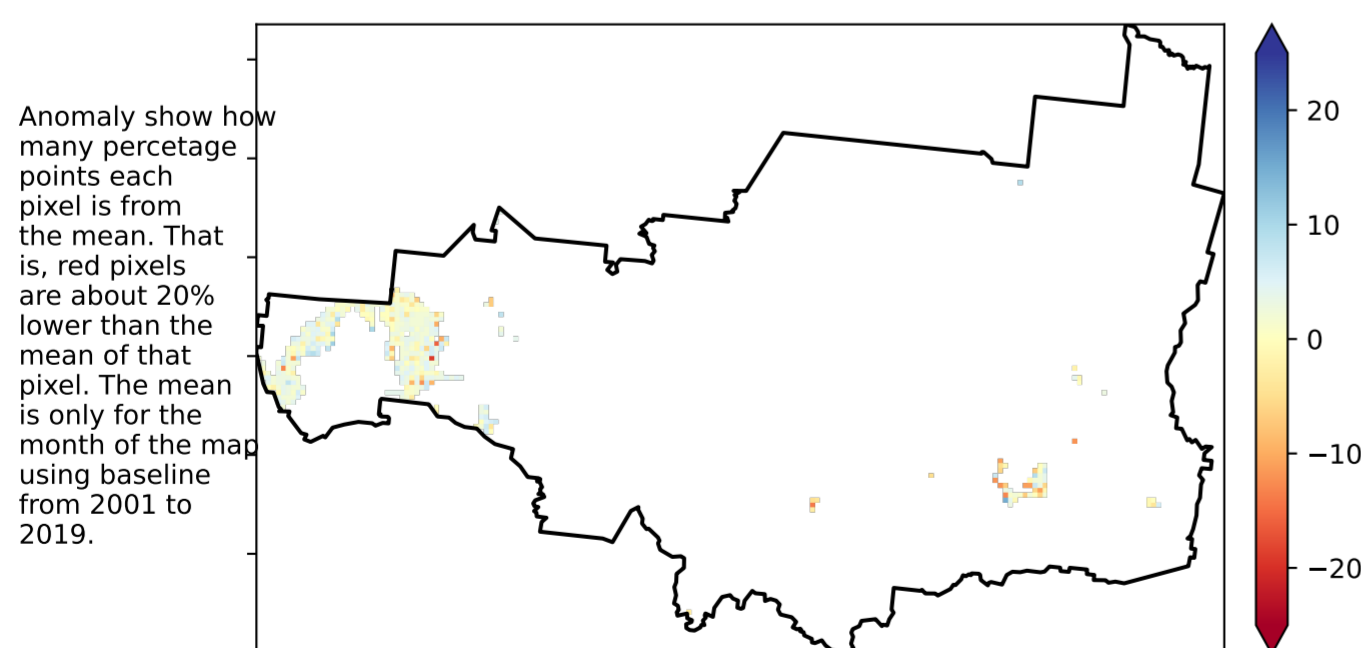 Anomaly show how
many percetage
points each
pixel is from
the mean. That
is, red pixels
are about 20%
lower than the
mean of that
pixel. The mean
is only for the
month of the map
using baseline
from 2001 to
2019.
20
10
0
−10
−20